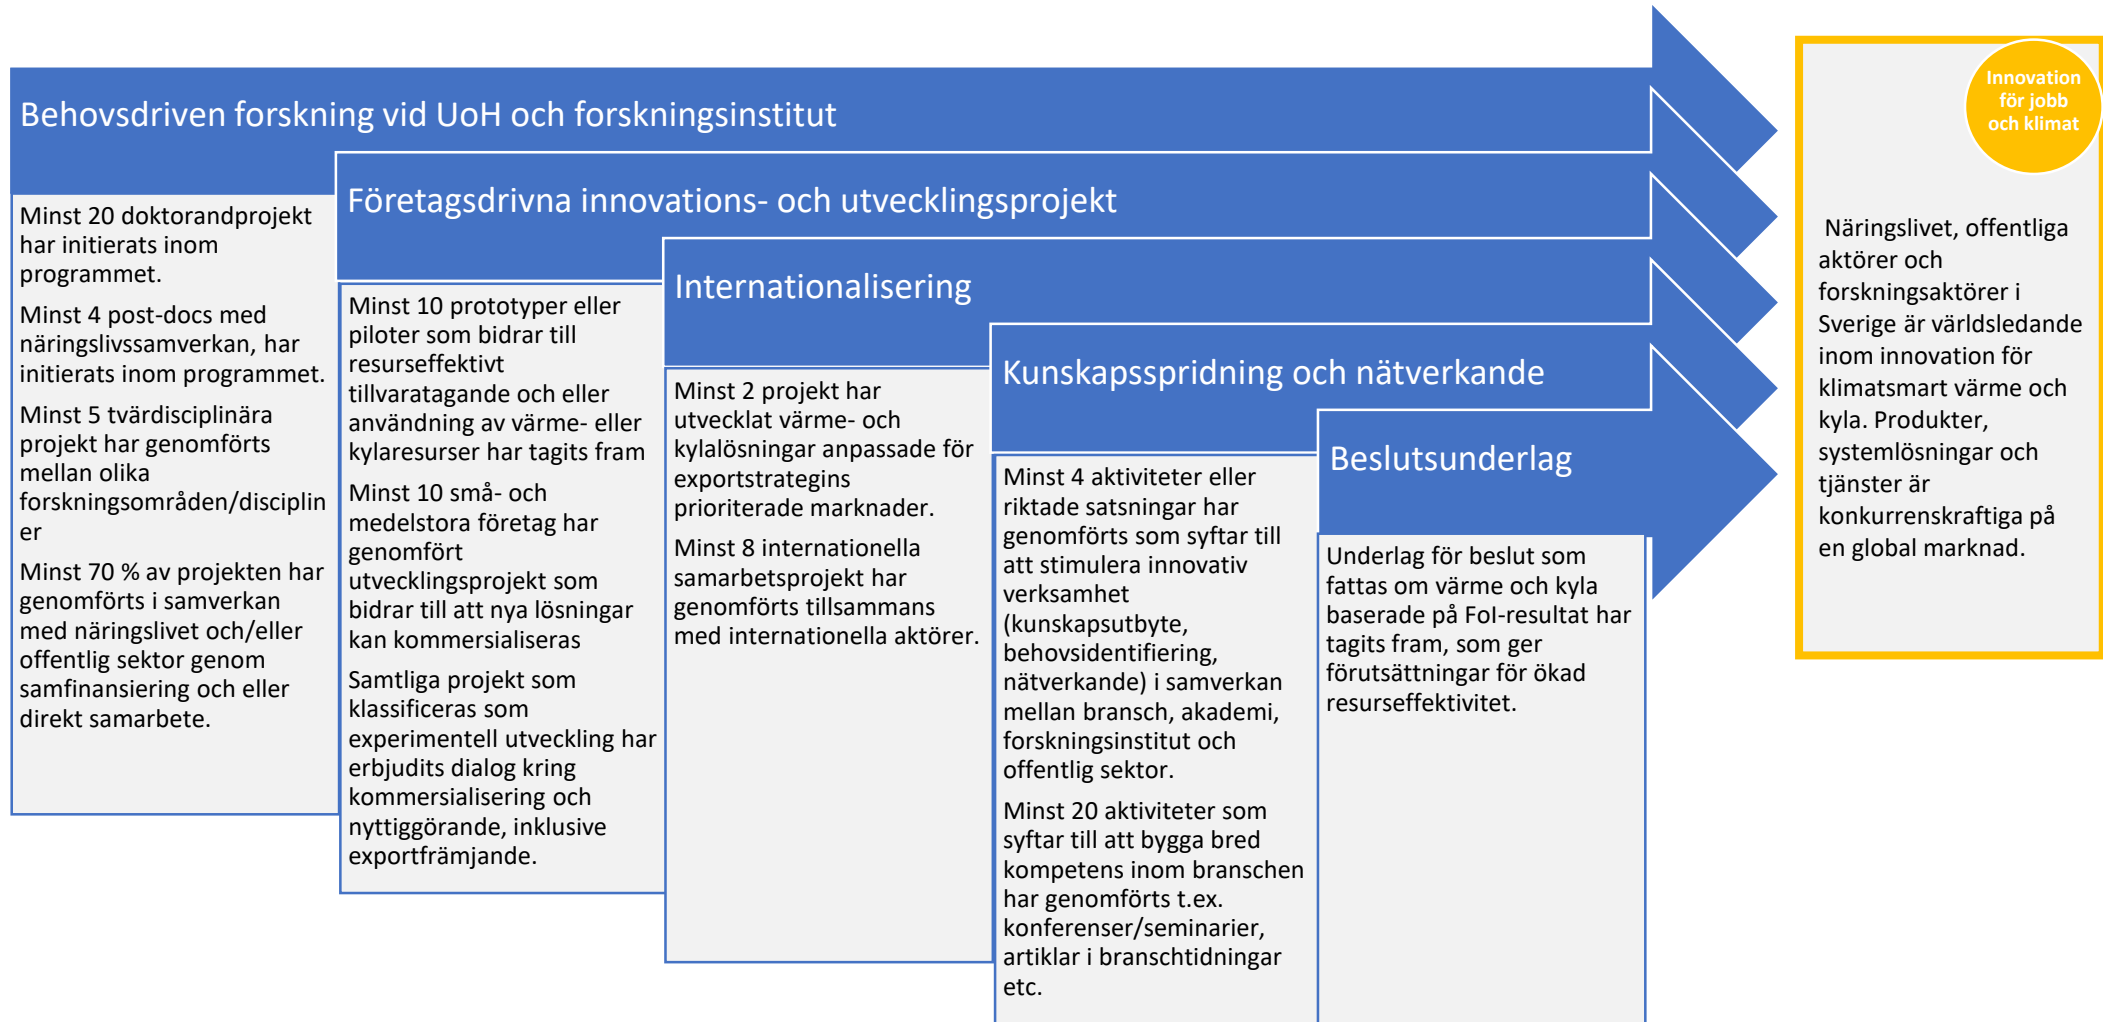 Behovsdriven forskning vid UoH och forskningsinstitut
Minst 20 doktorandprojekt
har initierats inom
programmet.
Minst 4 post-docs med
näringslivssamverkan, har
initierats inom programmet.
Minst 5 tvärdisciplinära
projekt har genomförts
mellan olika
forskningsområden/disciplin
er
Minst 70 % av projekten har
genomförts i samverkan
med näringslivet och/eller
offentlig sektor genom
samfinansiering och eller
direkt samarbete.
Företagsdrivna innovations- och utvecklingsprojekt
Minst 10 prototyper eller
piloter som bidrar till
resurseffektivt
tillvaratagande och eller
användning av värme- eller
kylaresurser har tagits fram
Minst 10 små- och
medelstora företag har
genomfört
utvecklingsprojekt som
bidrar till att nya lösningar
kan kommersialiseras
Samtliga projekt som
klassificeras som
experimentell utveckling har
erbjudits dialog kring
kommersialisering och
nyttiggörande, inklusive
exportfrämjande.
Internationalisering
Minst 2 projekt har
utvecklat värme- och
kylalösningar anpassade för
exportstrategins
prioriterade marknader.
Minst 8 internationella
samarbetsprojekt har
genomförts tillsammans
med internationella aktörer.
Kunskapsspridning och nätverkande
Minst 4 aktiviteter eller
riktade satsningar har
genomförts som syftar till
att stimulera innovativ
verksamhet
(kunskapsutbyte,
behovsidentifiering,
nätverkande) i samverkan
mellan bransch, akademi,
forskningsinstitut och
offentlig sektor.
Minst 20 aktiviteter som
syftar till att bygga bred
kompetens inom branschen
har genomförts t.ex.
konferenser/seminarier,
artiklar i branschtidningar
etc.
Beslutsunderlag
Underlag för beslut som
fattas om värme och kyla
baserade på FoI-resultat har
tagits fram, som ger
förutsättningar för ökad
resurseffektivitet.
Innovation
för jobb
och klimat
Näringslivet, offentliga
aktörer och
forskningsaktörer i
Sverige är världsledande
inom innovation för
klimatsmart värme och
kyla. Produkter,
systemlösningar och
tjänster är
konkurrenskraftiga på
en global marknad.